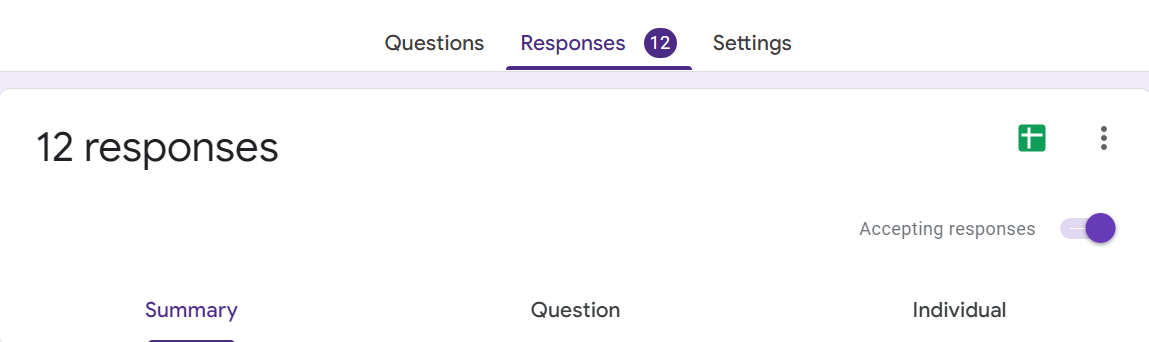 Questions Responses 12 Settings
12 responses
Accepting responses
Summary Question Individual